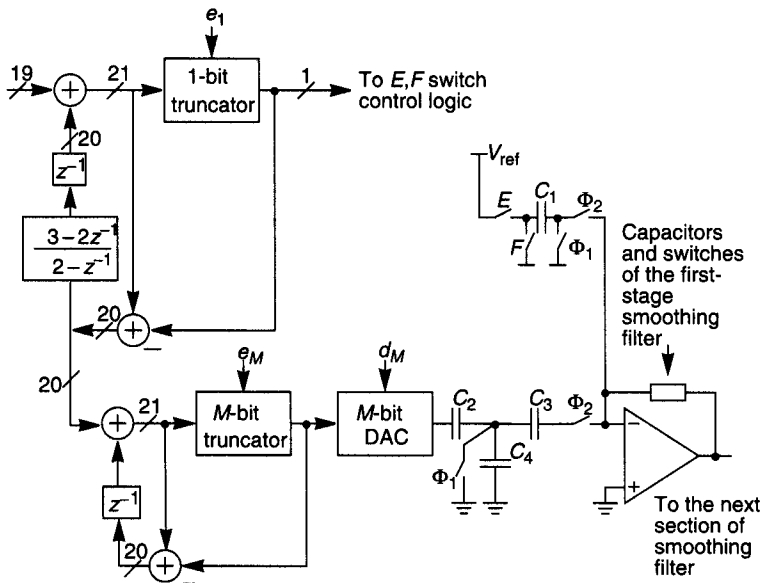 e1
19
21
1-bit
truncator
1
To E,F switch
control logic
20
z⁻¹
Vref
E
C1
Φ2
F
Φ1
3 – 2z⁻¹
2 – z⁻¹
Capacitors
and switches
of the first-
stage
smoothing
filter
+
20
–
20
eM
dM
21
M-bit
truncator
M-bit
DAC
C2
C3
Φ2
C4
Φ1
–
+
z⁻¹
20
+
–
To the next
section of
smoothing
filter